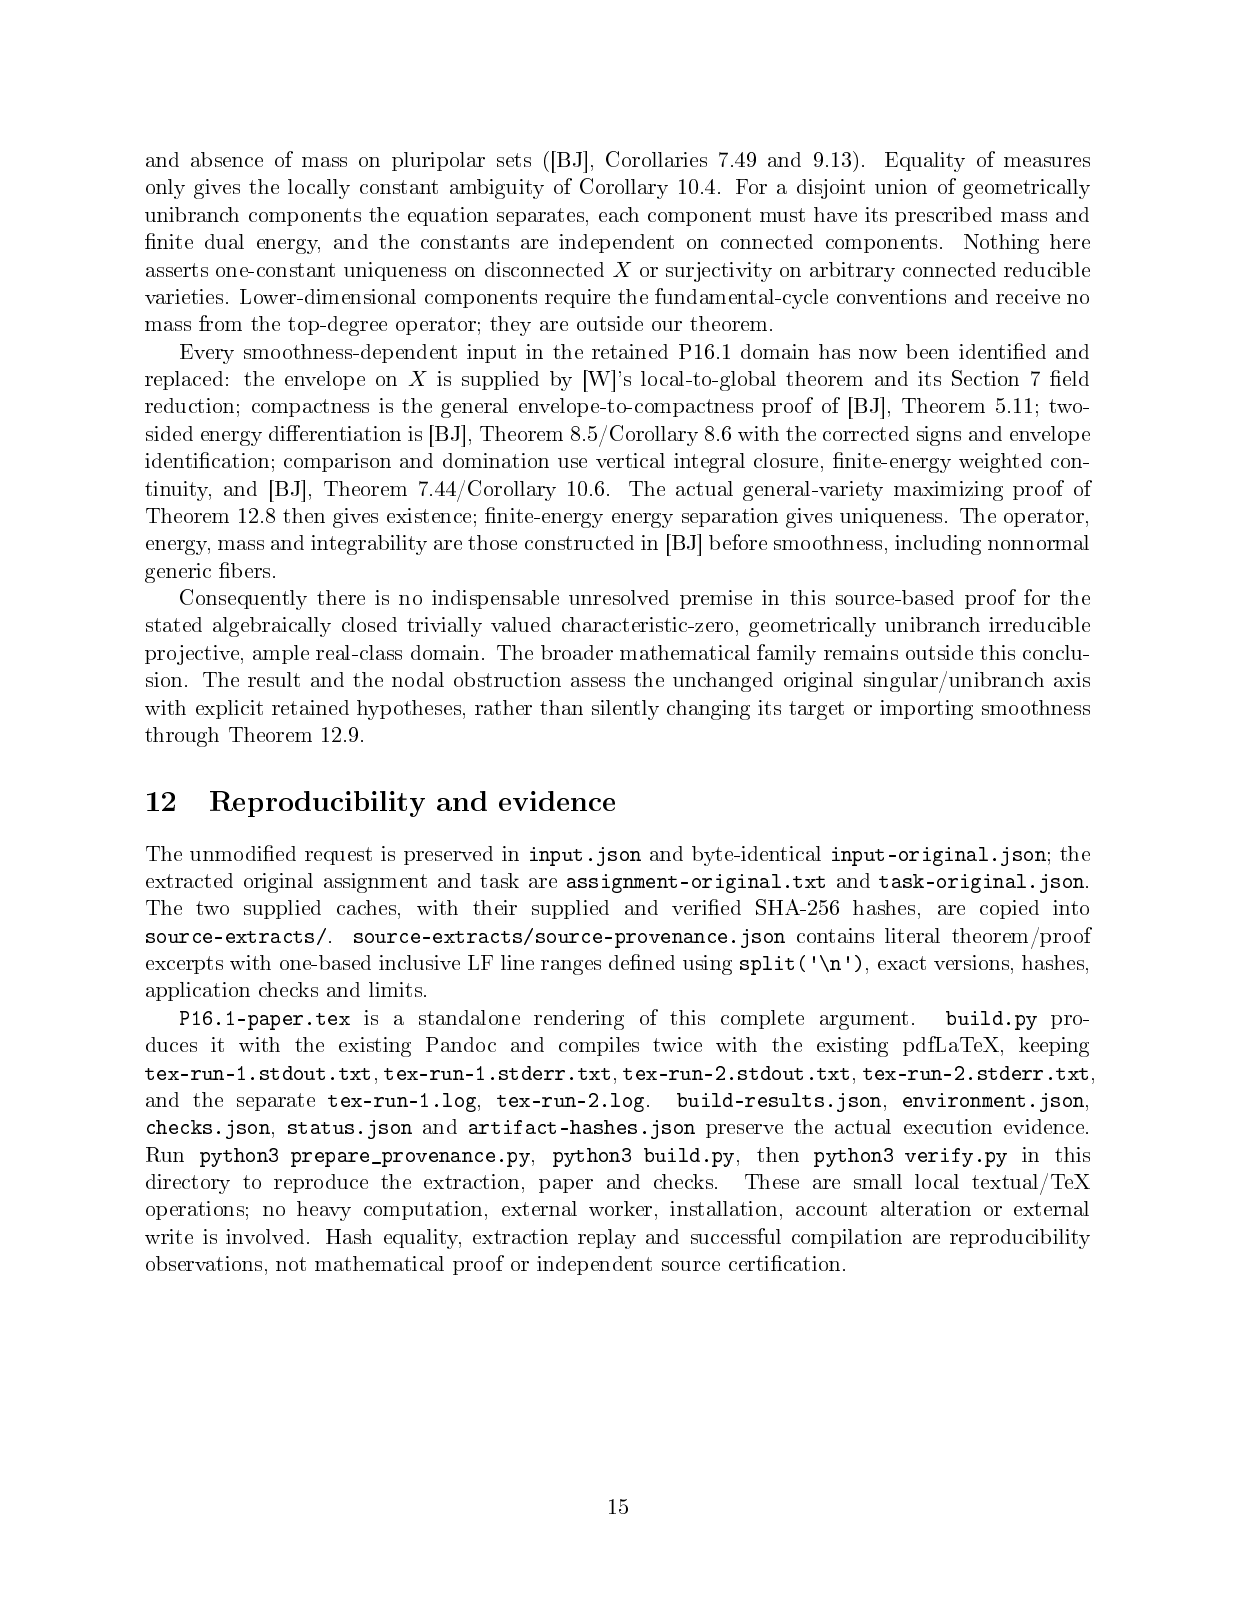 and absence of mass on pluripolar sets ([BJ], Corollaries 7.49 and 9.13). Equality of measures
only gives the locally constant ambiguity of Corollary 10.4. For a disjoint union of geometrically
unibranch components the equation separates, each component must have its prescribed mass and
finite dual energy, and the constants are independent on connected components. Nothing here
asserts one-constant uniqueness on disconnected X or surjectivity on arbitrary connected reducible
varieties. Lower-dimensional components require the fundamental-cycle conventions and receive no
mass from the top-degree operator; they are outside our theorem.
Every smoothness-dependent input in the retained P16.1 domain has now been identified and
replaced: the envelope on X is supplied by [W]'s local-to-global theorem and its Section 7 field
reduction; compactness is the general envelope-to-compactness proof of [BJ], Theorem 5.11; two-
sided energy differentiation is [BJ], Theorem 8.5/Corollary 8.6 with the corrected signs and envelope
identification; comparison and domination use vertical integral closure, finite-energy weighted con-
tinuity, and [BJ], Theorem 7.44/Corollary 10.6. The actual general-variety maximizing proof of
Theorem 12.8 then gives existence; finite-energy energy separation gives uniqueness. The operator,
energy, mass and integrability are those constructed in [BJ] before smoothness, including nonnormal
generic fibers.
Consequently there is no indispensable unresolved premise in this source-based proof for the
stated algebraically closed trivially valued characteristic-zero, geometrically unibranch irreducible
projective, ample real-class domain. The broader mathematical family remains outside this conclu-
sion. The result and the nodal obstruction assess the unchanged original singular/unibranch axis
with explicit retained hypotheses, rather than silently changing its target or importing smoothness
through Theorem 12.9.
12 Reproducibility and evidence
The unmodified request is preserved in input.json and byte-identical input-original.json; the
extracted original assignment and task are assignment-original.txt and task-original.json.
The two supplied caches, with their supplied and verified SHA-256 hashes, are copied into
source-extracts/. source-extracts/source-provenance.json contains literal theorem/proof
excerpts with one-based inclusive LF line ranges defined using split('\n'), exact versions, hashes,
application checks and limits.
P16.1-paper.tex is a standalone rendering of this complete argument. build.py pro-
duces it with the existing Pandoc and compiles twice with the existing pdfLaTeX, keeping
tex-run-1.stdout.txt, tex-run-1.stderr.txt, tex-run-2.stdout.txt, tex-run-2.stderr.txt,
and the separate tex-run-1.log, tex-run-2.log. build-results.json, environment.json,
checks.json, status.json and artifact-hashes.json preserve the actual execution evidence.
Run python3 prepare_provenance.py, python3 build.py, then python3 verify.py in this
directory to reproduce the extraction, paper and checks. These are small local textual/TeX
operations; no heavy computation, external worker, installation, account alteration or external
write is involved. Hash equality, extraction replay and successful compilation are reproducibility
observations, not mathematical proof or independent source certification.
15